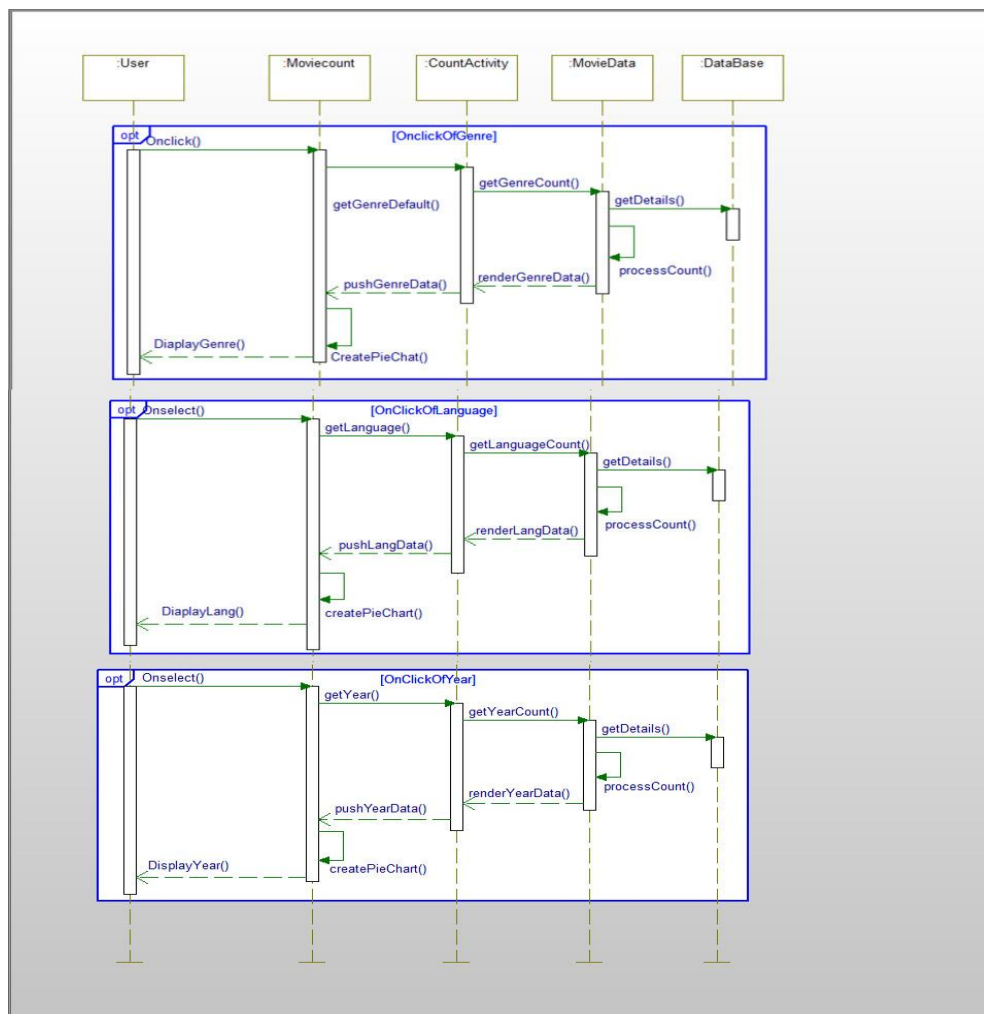 :User
:Moviecount
:CountActivity
:MovieData
:DataBase
opt
[OnclickOfGenre]
Onclick()
getGenreCount()
getGenreDefault()
getDetails()
processCount()
renderGenreData()
pushGenreData()
DiaplayGenre()
CreatePieChat()
opt
Onselect()
[OnClickOfLanguage]
getLanguage()
getLanguageCount()
getDetails()
processCount()
renderLangData()
pushLangData()
DiaplayLang()
createPieChart()
opt
Onselect()
[OnClickOfYear]
getYear()
getYearCount()
getDetails()
processCount()
renderYearData()
pushYearData()
DisplayYear()
createPieChart()